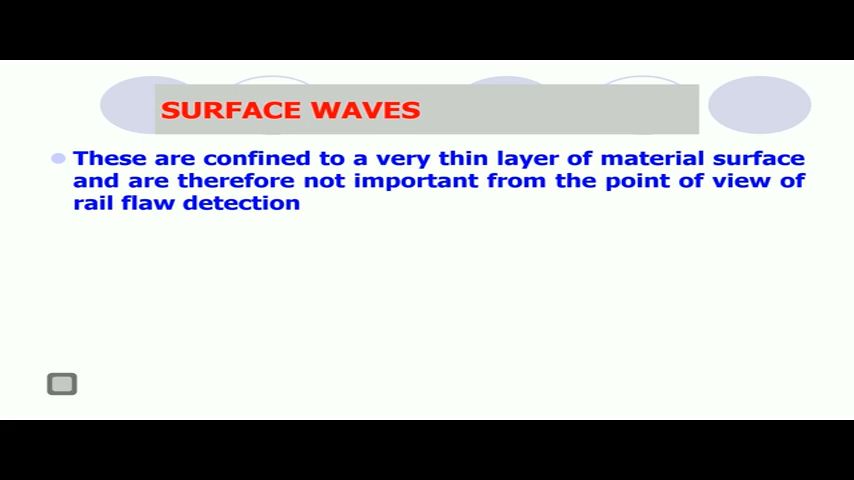 SURFACE WAVES
These are confined to a very thin layer of material surface
and are therefore not important from the point of view of
rail flaw detection